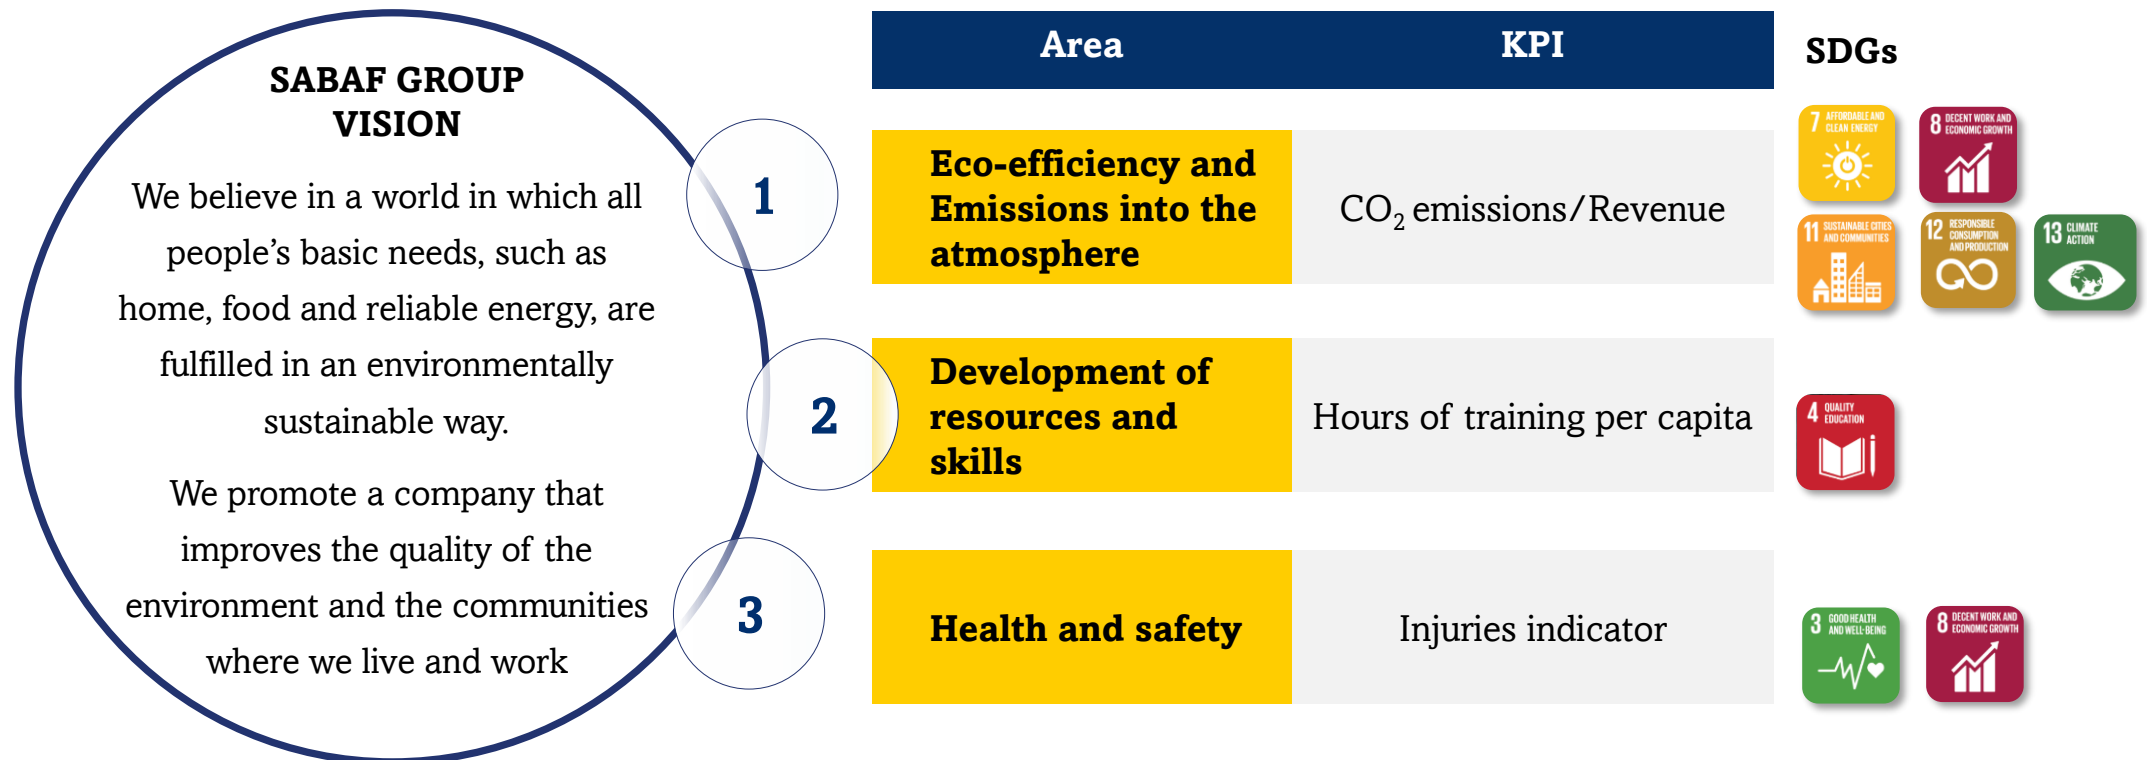 SABAF GROUP
VISION
We believe in a world in which all
people's basic needs, such as
home, food and reliable energy, are
fulfilled in an environmentally
sustainable way.
We promote a company that
improves the quality of the
environment and the communities
where we live and work
Area KPI SDGs
1
Eco-efficiency and
Emissions into the
atmosphere
CO₂ emissions/Revenue
7 AFFORDABLE AND
CLEAN ENERGY
8 DECENT WORK AND
ECONOMIC GROWTH
11 SUSTAINABLE CITIES
AND COMMUNITIES
12 RESPONSIBLE
CONSUMPTION
AND PRODUCTION
13 CLIMATE
ACTION
2
Development of
resources and
skills
Hours of training per capita
4 QUALITY
EDUCATION
3
Health and safety
Injuries indicator
3 GOOD HEALTH
AND WELL-BEING
8 DECENT WORK AND
ECONOMIC GROWTH